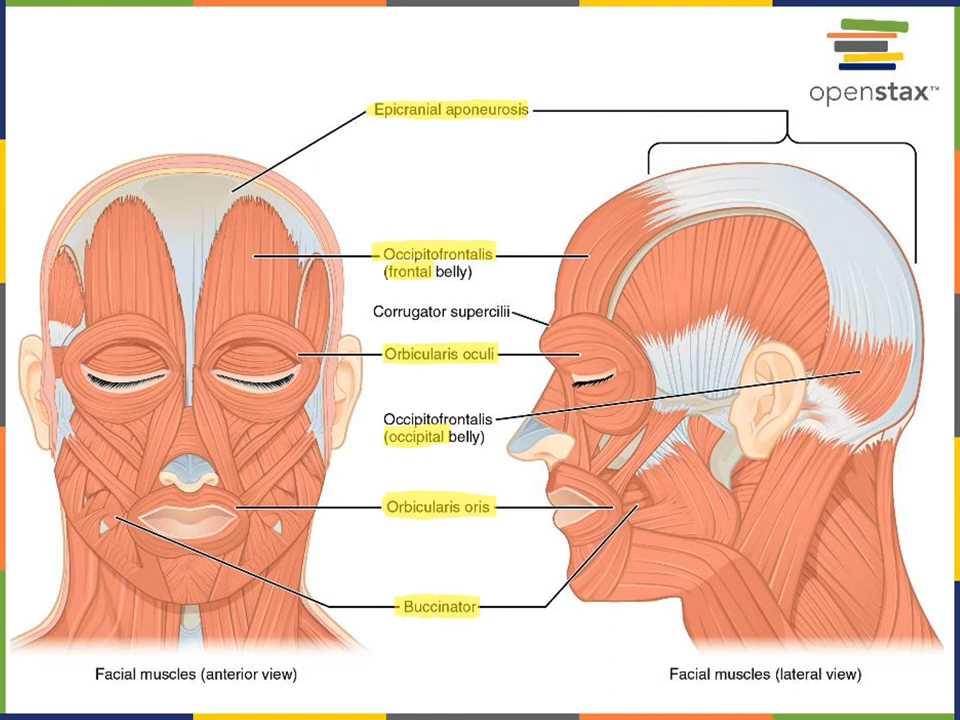 openstax™
Epicranial aponeurosis
Occipitofrontalis
(frontal belly)
Corrugator supercilii
Orbicularis oculi
Occipitofrontalis
(occipital belly)
Orbicularis oris
Buccinator
Facial muscles (anterior view)
Facial muscles (lateral view)